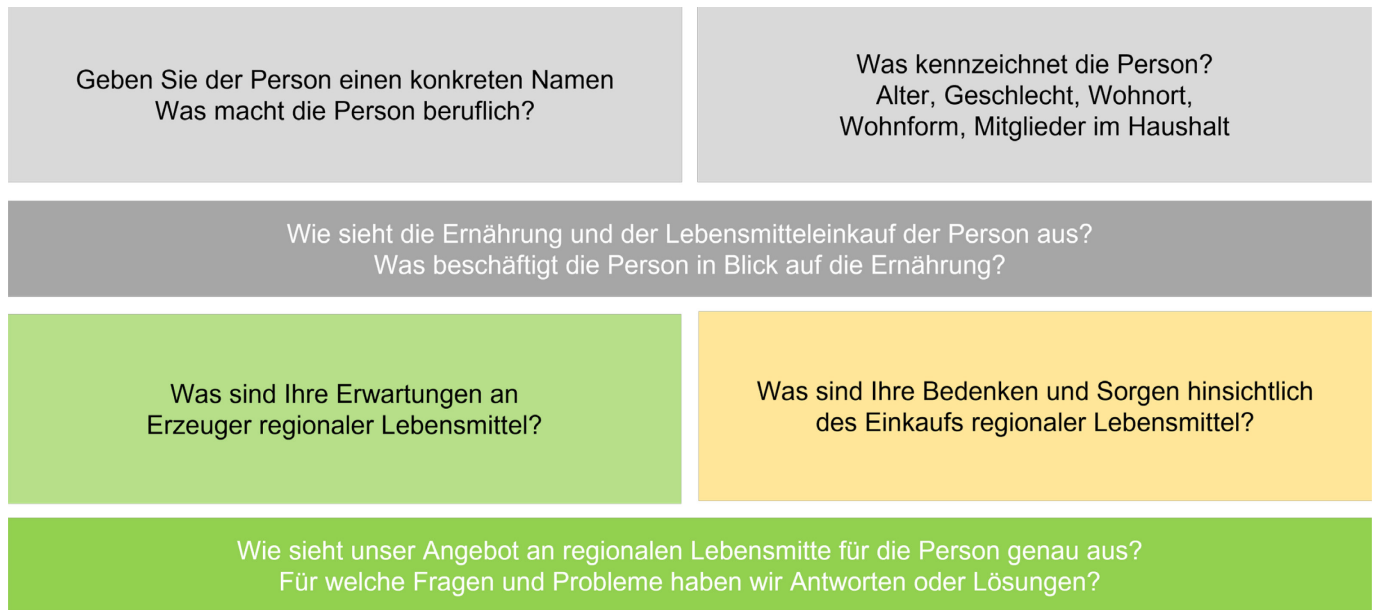 Geben Sie der Person einen konkreten Namen
Was macht die Person beruflich?
Was kennzeichnet die Person?
Alter, Geschlecht, Wohnort,
Wohnform, Mitglieder im Haushalt
Wie sieht die Ernährung und der Lebensmitteleinkauf der Person aus?
Was beschäftigt die Person in Blick auf die Ernährung?
Was sind Ihre Erwartungen an
Erzeuger regionaler Lebensmittel?
Was sind Ihre Bedenken und Sorgen hinsichtlich
des Einkaufs regionaler Lebensmittel?
Wie sieht unser Angebot an regionalen Lebensmitte für die Person genau aus?
Für welche Fragen und Probleme haben wir Antworten oder Lösungen?